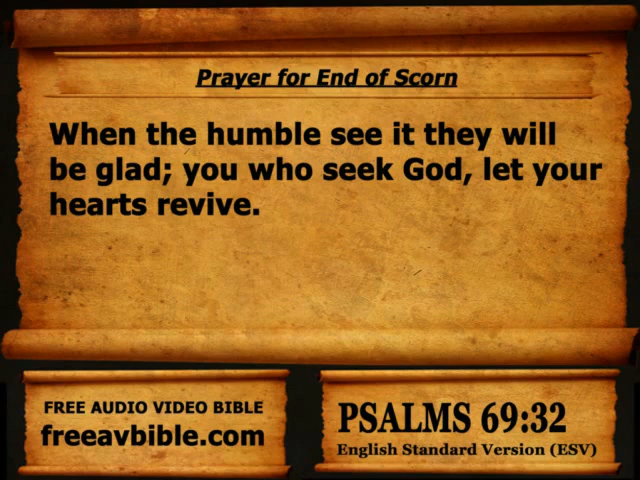 Prayer for End of Scorn
When the humble see it they will
be glad; you who seek God, let your
hearts revive.
FREE AUDIO VIDEO BIBLE
freeavbible.com
PSALMS 69:32
English Standard Version (ESV)